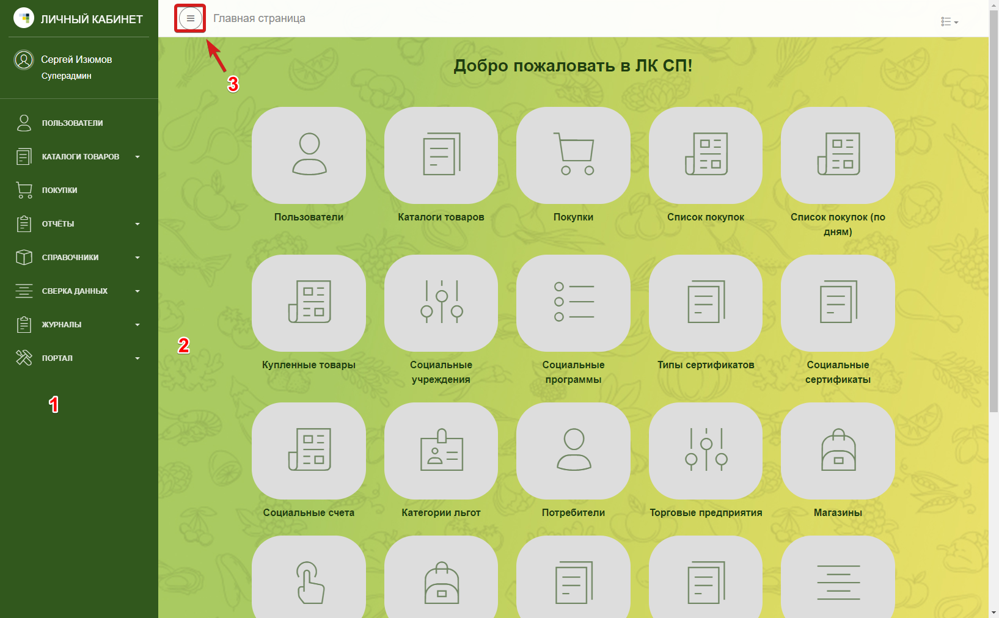 ЛИЧНЫЙ КАБИНЕТ
Главная страница
Сергей Изюмов
Суперадмин
3
Добро пожаловать в ЛК СП!
ПОЛЬЗОВАТЕЛИ
КАТАЛОГИ ТОВАРОВ
ПОКУПКИ
ОТЧЁТЫ
СПРАВОЧНИКИ
СВЕРКА ДАННЫХ
ЖУРНАЛЫ
ПОРТАЛ
1
2
Пользователи
Каталоги товаров
Покупки
Список покупок
Список покупок (по
дням)
Купленные товары
Социальные
учреждения
Социальные
программы
Типы сертификатов
Социальные
сертификаты
Социальные счета
Категории льгот
Потребители
Торговые предприятия
Магазины